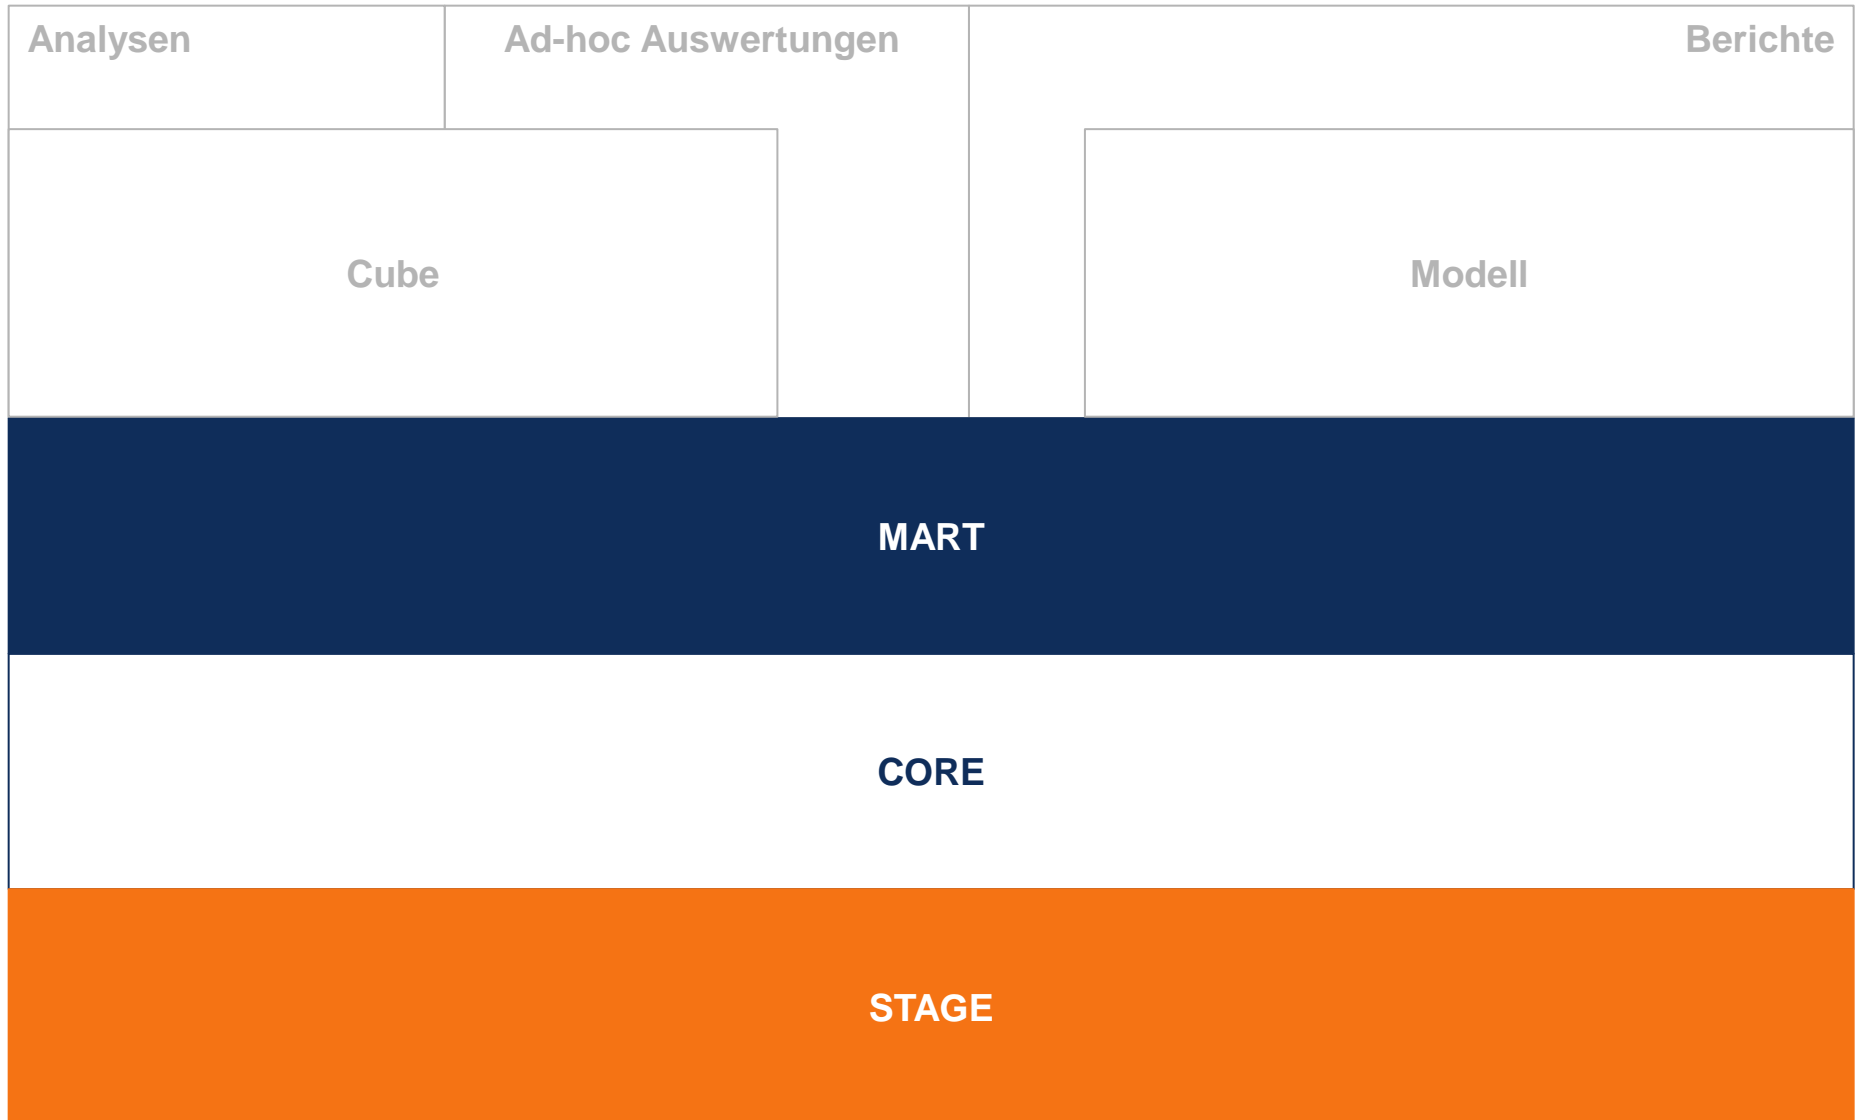 Analysen
Ad-hoc Auswertungen
Berichte
Cube
Modell
MART
CORE
STAGE